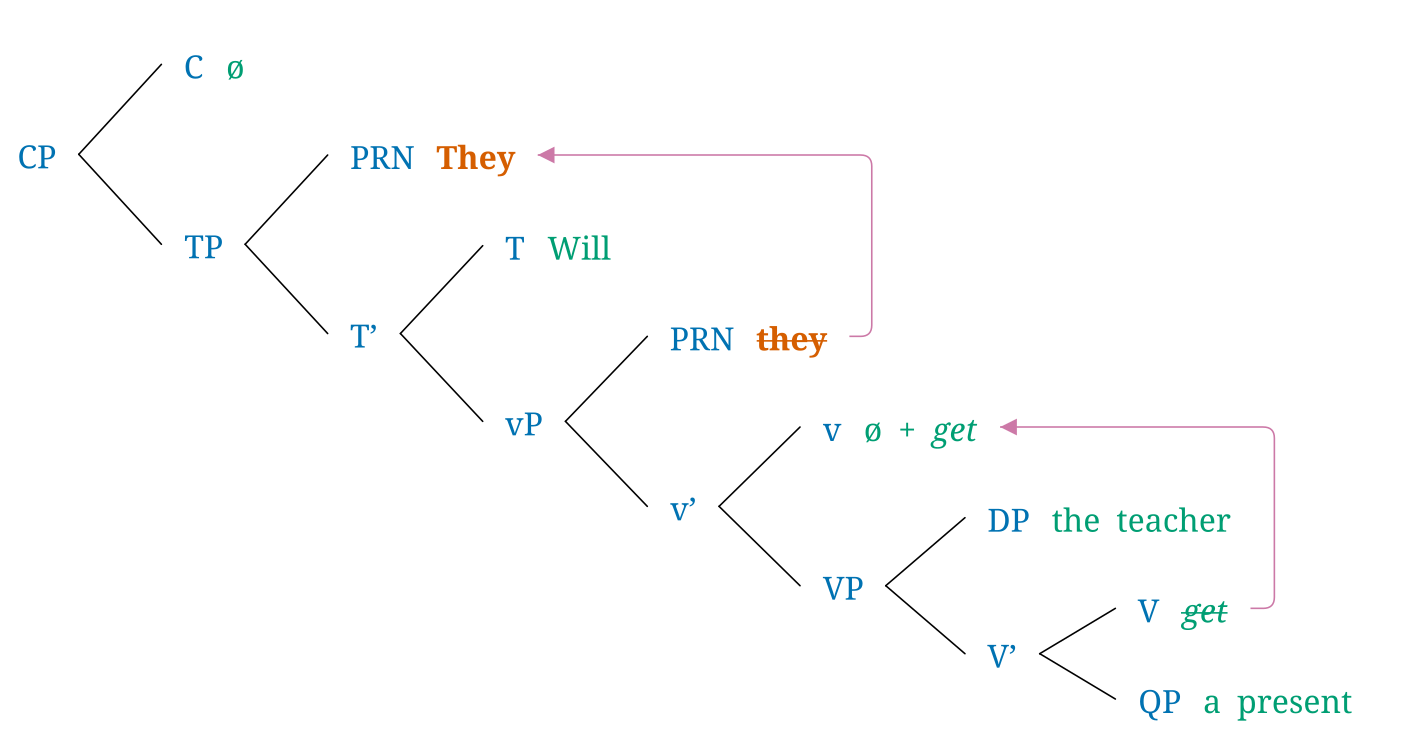 C ø
CP
PRN They
TP
T Will
T’
PRN they
vP
v ø + get
v’
DP the teacher
VP
V get
V’
QP a present